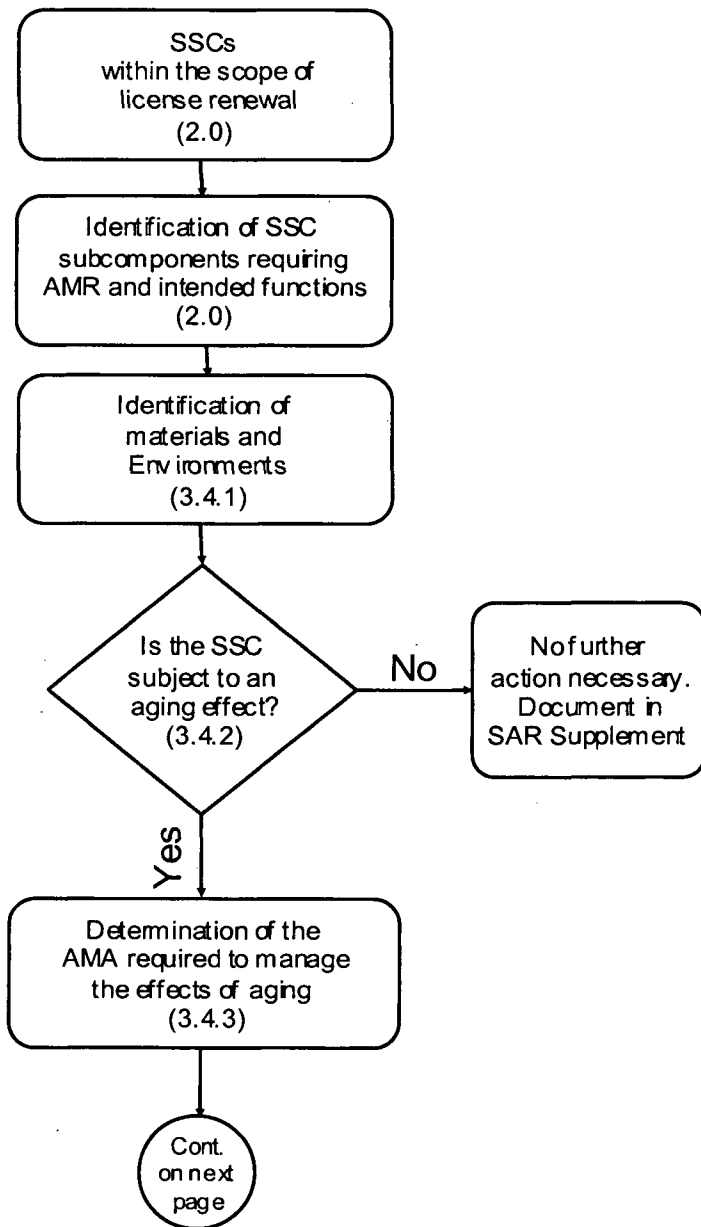 SSCs
within the scope of
license renewal
(2.0)
Identification of SSC
subcomponents requiring
AMR and intended functions
(2.0)
Identification of
materials and
Environments
(3.4.1)
Is the SSC
subject to an
aging effect?
(3.4.2)
No
No further
action necessary.
Document in
SAR Supplement
Yes
Determination of the
AMA required to manage
the effects of aging
(3.4.3)
Cont.
on next
page